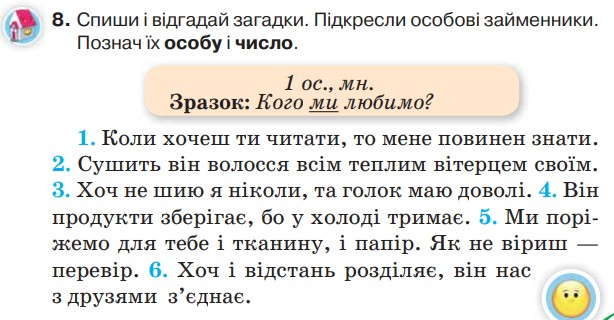 8. Спиши і відгадай загадки. Підкресли особові займенники.
Познач їх особу і число.
1 ос., мн.
Зразок: Кого ми любимо?
1. Коли хочеш ти читати, то мене повинен знати.
2. Сушить він волосся всім теплим вітерцем своїм.
3. Хоч не шию я ніколи, та голок маю доволі. 4. Він
продукти зберігає, бо у холоді тримає. 5. Ми порі-
жемо для тебе і тканину, і папір. Як не віриш —
перевір. 6. Хоч і відстань розділяє, він нас
з друзями з’єднає.